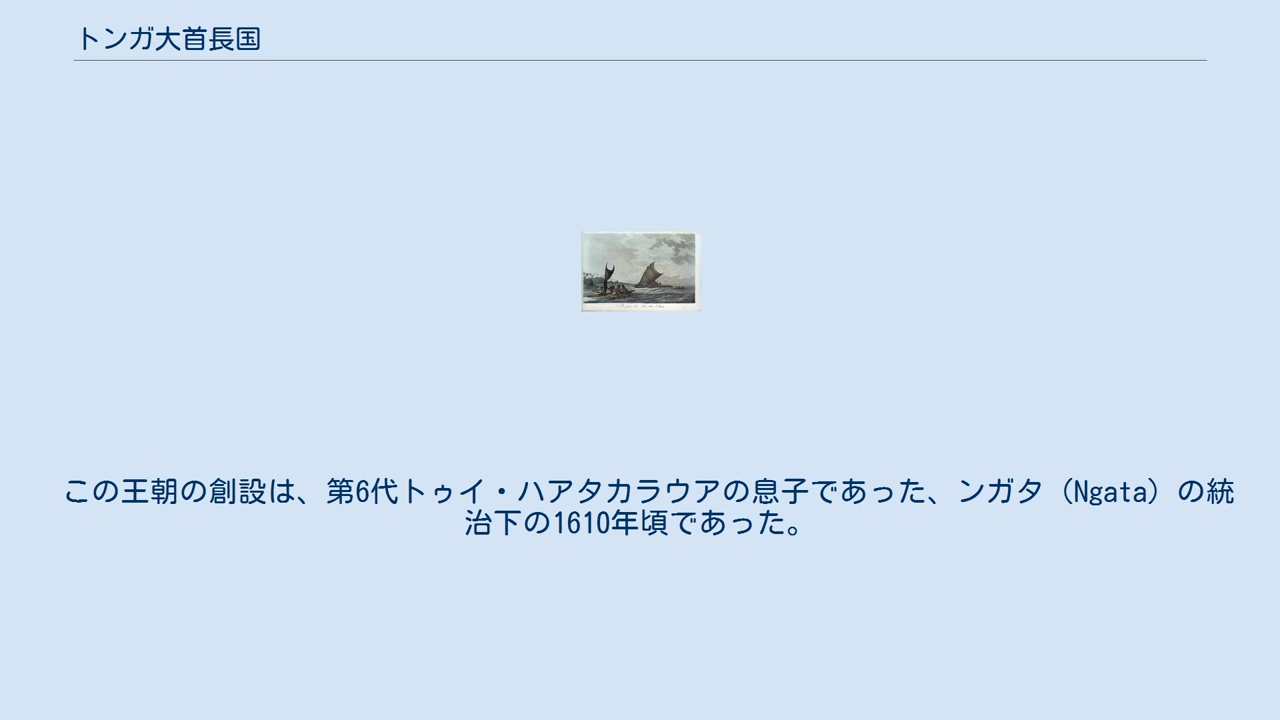 トンガ大首長国
この王朝の創設は、第6代トゥイ・ハアタカラウアの息子であった、ンガタ（Ngata）の統
治下の1610年頃であった。